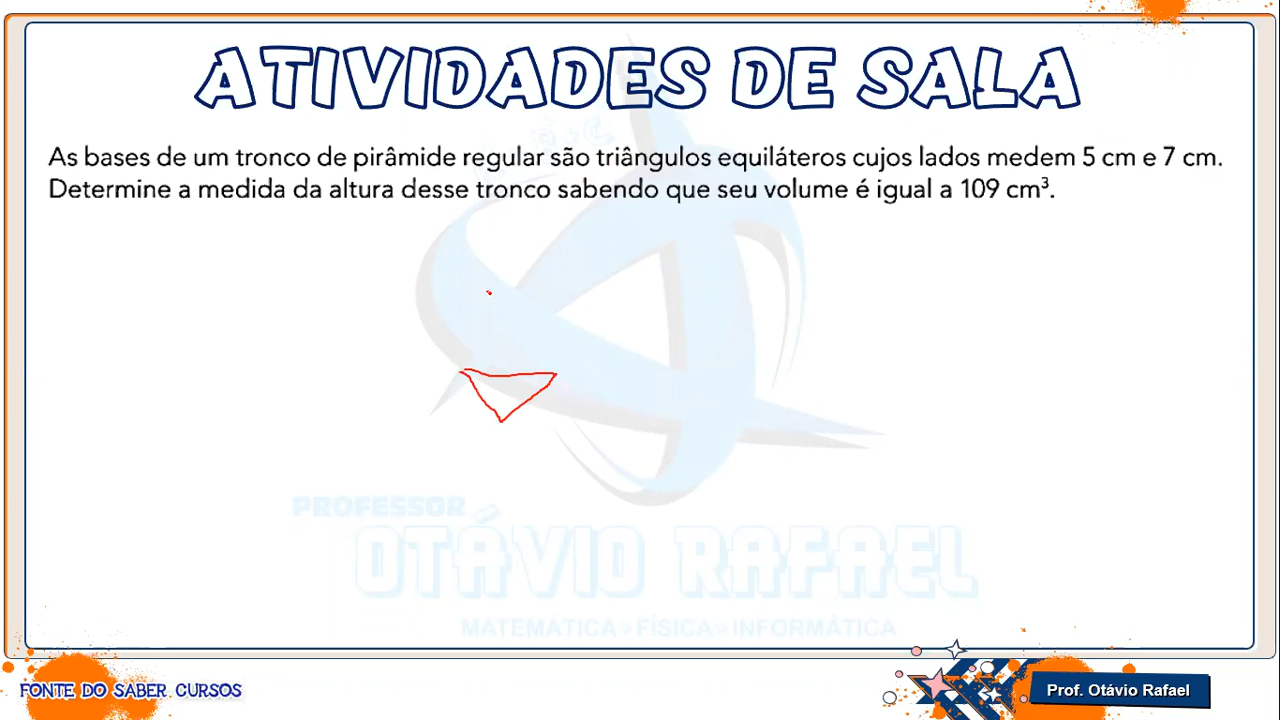 ATIVIDADES DE SALA
As bases de um tronco de pirâmide regular são triângulos equiláteros cujos lados medem 5 cm e 7 cm.
Determine a medida da altura desse tronco sabendo que seu volume é igual a 109 cm³.
PROFESSOR
OTÁVIO RAFAEL
MATEMÁTICA FÍSICA INFORMÁTICA
FONTE DO SABER CURSOS
Prof. Otávio Rafael